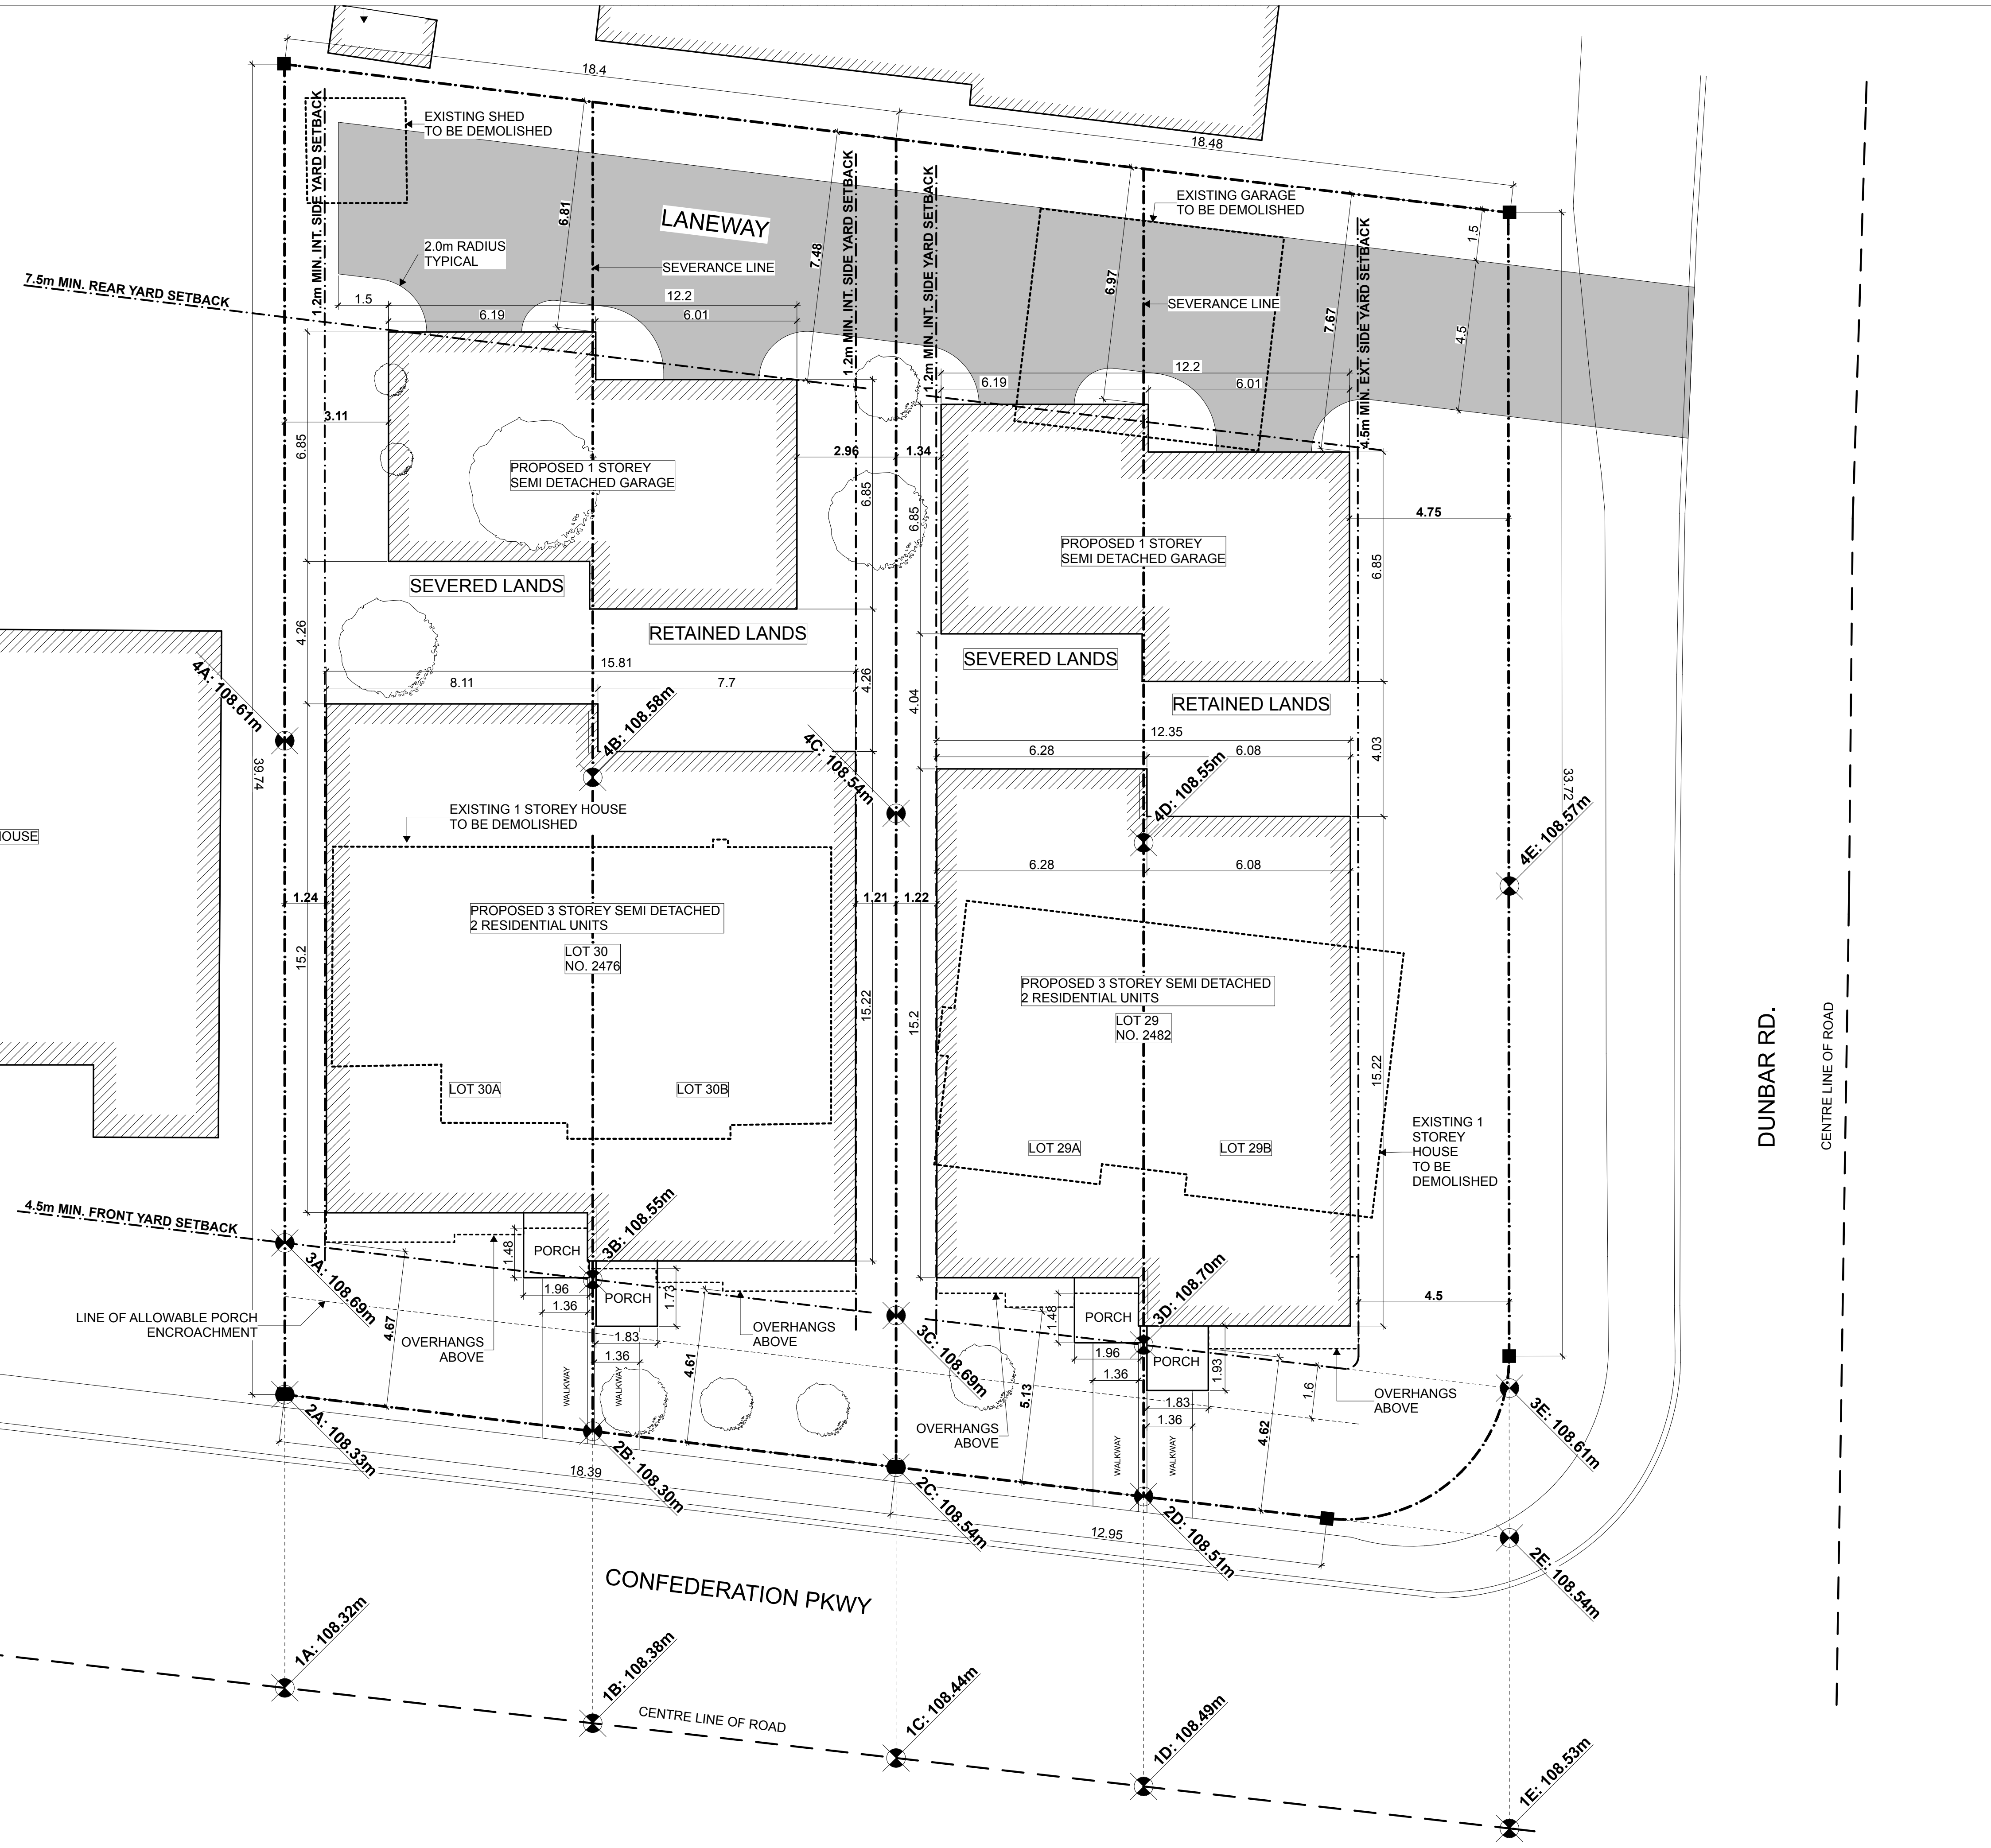 18.4
18.48
EXISTING SHED
TO BE DEMOLISHED
1.2m MIN. INT. SIDE YARD SETBACK
6.81
LANEWAY
7.48
1.2m MIN. INT. SIDE YARD SETBACK
1.2m MIN. INT. SIDE YARD SETBACK
6.97
EXISTING GARAGE
TO BE DEMOLISHED
7.67
4.5m MIN. EXT. SIDE YARD SETBACK
1.5
4.5
2.0m RADIUS
TYPICAL
SEVERANCE LINE
SEVERANCE LINE
7.5m MIN. REAR YARD SETBACK
1.5
12.2
6.19
6.01
12.2
6.19
6.01
3.11
6.85
2.96
1.34
6.85
6.85
4.75
6.85
PROPOSED 1 STOREY
SEMI DETACHED GARAGE
PROPOSED 1 STOREY
SEMI DETACHED GARAGE
SEVERED LANDS
RETAINED LANDS
SEVERED LANDS
RETAINED LANDS
4.26
15.81
8.11
7.7
4.26
4.04
12.35
6.28
6.08
4.03
4A: 108.61m
4B: 108.58m
4C: 108.54m
4D: 108.55m
4E: 108.57m
39.74
33.72
EXISTING 1 STOREY HOUSE
TO BE DEMOLISHED
OUSE
6.28
6.08
1.24
1.21
1.22
PROPOSED 3 STOREY SEMI DETACHED
2 RESIDENTIAL UNITS
LOT 30
NO. 2476
15.2
15.22
15.2
PROPOSED 3 STOREY SEMI DETACHED
2 RESIDENTIAL UNITS
LOT 29
NO. 2482
15.22
LOT 30A
LOT 30B
LOT 29A
LOT 29B
EXISTING 1
STOREY
HOUSE
TO BE
DEMOLISHED
DUNBAR RD.
CENTRE LINE OF ROAD
4.5m MIN. FRONT YARD SETBACK
3A: 108.69m
3B: 108.55m
3C: 108.69m
3D: 108.70m
3E: 108.61m
LINE OF ALLOWABLE PORCH
ENCROACHMENT
4.67
OVERHANGS
ABOVE
1.48
PORCH
1.96
1.36
PORCH
1.73
1.83
1.36
WALKWAY
WALKWAY
4.61
OVERHANGS
ABOVE
OVERHANGS
ABOVE
5.13
1.48
PORCH
1.96
1.36
PORCH
1.93
1.83
1.36
WALKWAY
WALKWAY
4.62
1.6
4.5
OVERHANGS
ABOVE
2A: 108.33m
2B: 108.30m
2C: 108.54m
2D: 108.51m
2E: 108.54m
18.39
12.95
CONFEDERATION PKWY
1A: 108.32m
1B: 108.38m
CENTRE LINE OF ROAD
1C: 108.44m
1D: 108.49m
1E: 108.53m